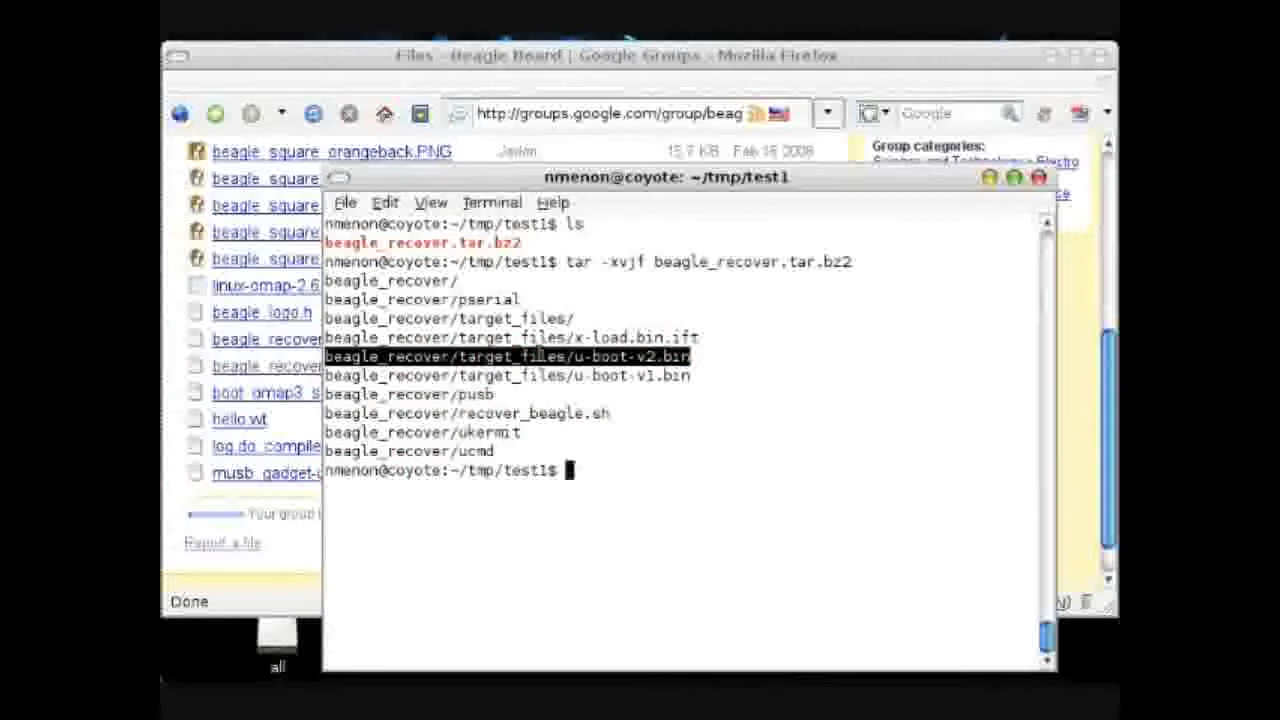 Files - Beagle Board | Google Groups - Mozilla Firefox
http://groups.google.com/group/beag
Google
beagle_square_orangeback.PNG
15.7 KiB Feb 16 2008
Group categories:
beagle_square
beagle_square
beagle_square
beagle_square
linux-omap-2.6
beagle_logo.h
beagle_recover
beagle_recover
boot_omap3_s
hello.wt
log.do_compile
musb_gadget-
Your group
Report a file
Done
all
nmenon@coyote: ~/tmp/test1
File Edit View Terminal Help
nmenon@coyote:~/tmp/test1$ ls
beagle_recover.tar.bz2
nmenon@coyote:~/tmp/test1$ tar -xvjf beagle_recover.tar.bz2
beagle_recover/
beagle_recover/pserial
beagle_recover/target_files/
beagle_recover/target_files/x-load.bin.ift
beagle_recover/target_files/u-boot-v2.bin
beagle_recover/target_files/u-boot-v1.bin
beagle_recover/pusb
beagle_recover/recover_beagle.sh
beagle_recover/ukermit
beagle_recover/ucmd
nmenon@coyote:~/tmp/test1$